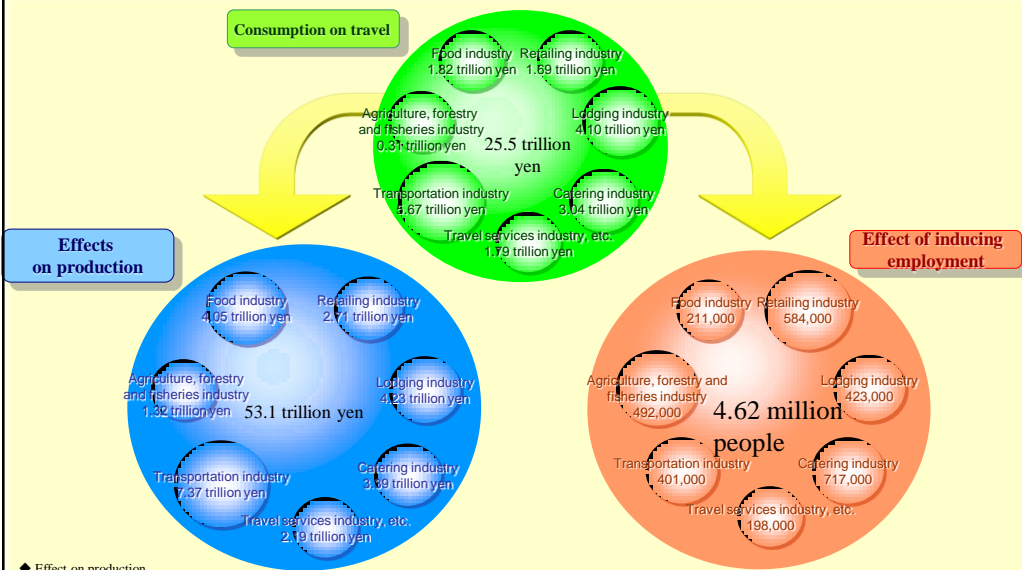 Consumption on travel
Food industry
1.82 trillion yen
Retailing industry
1.69 trillion yen
Agriculture, forestry
and fisheries industry
0.31 trillion yen
Lodging industry
4.10 trillion yen
25.5 trillion
yen
Transportation industry
trillion yen
Catering industry
3.04 trillion yen
Travel services industry, etc.
1.79 trillion yen
Effects
on production
Effect of inducing
employment
Food industry
4.05 trillion yen
Retailing industry
2.71 trillion yen
Agriculture, forestry
and fisheries industry
1.32 trillion yen
Lodging industry
4.23 trillion yen
53.1 trillion yen
Transportation industry
7.37 trillion yen
Catering industry
3.39 trillion yen
Travel services industry, etc.
2.19 trillion yen
Food industry
211,000
Retailing industry
584,000
Agriculture, forestry and
fisheries industry
492,000
Lodging industry
423,000
4.62 million
people
Transportation industry
401,000
Catering industry
717,000
Travel services industry, etc.
198,000
◆ Effect on production